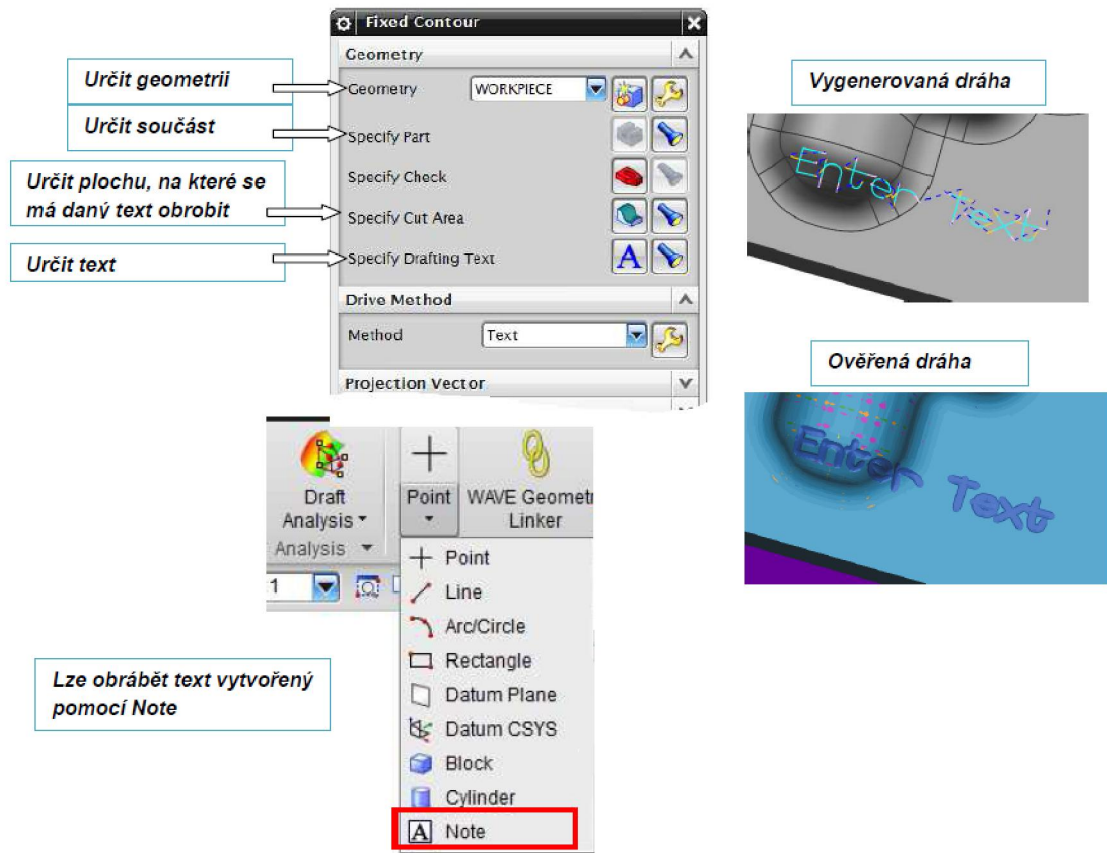 Fixed Contour
Geometry
Určit geometrii
Geometry WORKPIECE
Určit součást
Specify Part
Specify Check
Určit plochu, na které se
má daný text obrobit
Specify Cut Area
Určit text
Specify Drafting Text
A
Drive Method
Method Text
Projection Vector
Vygenerovaná dráha
Enter Text
Ověřená dráha
Enter Text
Draft
Analysis
Point
WAVE Geometr
Linker
Analysis
1
Point
Line
Arc/Circle
Rectangle
Datum Plane
Datum CSYS
Block
Cylinder
A Note
Lze obrábět text vytvořený
pomocí Note